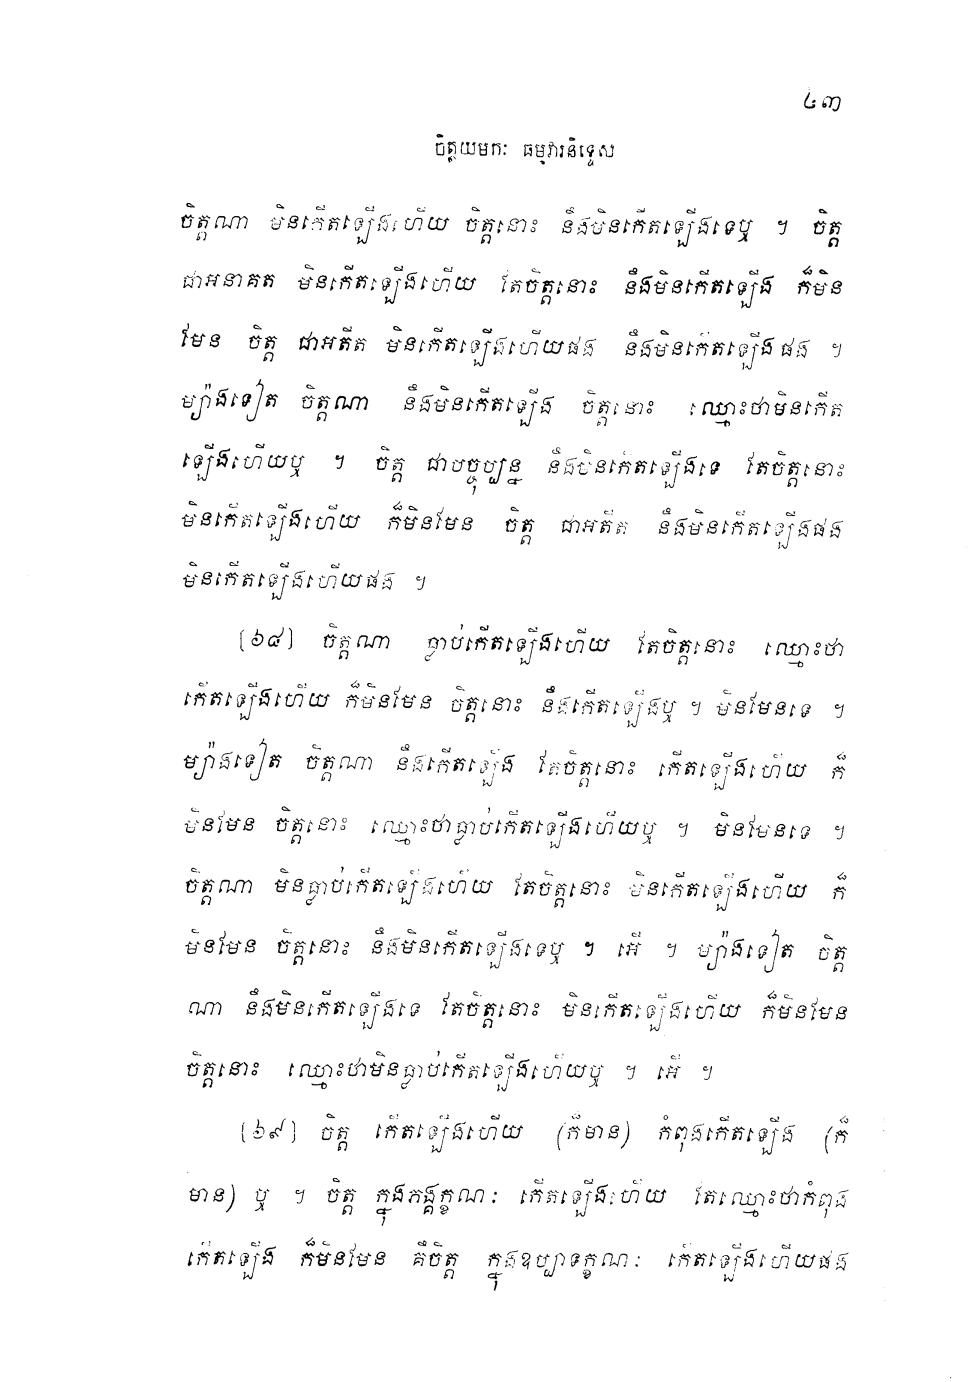 ៤៣
ចិត្តយមកៈ ធម្មវារនិទ្ទេស
ចិត្តណា មិនកើតឡើងហើយ ចិត្តនោះ នឹងមិនកើតឡើងទេឬ ។ ចិត្ត
ជាអនាគត មិនកើតឡើងហើយ តែចិត្តនោះ នឹងមិនកើតឡើង ក៏មិន
មែន ចិត្ត ជាអតីត មិនកើតឡើងហើយផង នឹងមិនកើតឡើងផង ។
ម្យ៉ាងទៀត ចិត្តណា នឹងមិនកើតឡើង ចិត្តនោះ ឈ្មោះថាមិនកើត
ឡើងហើយឬ ។ ចិត្ត ជាបច្ចុប្បន្ន នឹងមិនកើតឡើងទេ តែចិត្តនោះ
មិនកើតឡើងហើយ ក៏មិនមែន ចិត្ត ជាអតីត នឹងមិនកើតឡើងផង
មិនកើតឡើងហើយផង ។
(៦៨) ចិត្តណា ធ្លាប់កើតឡើងហើយ តែចិត្តនោះ ឈ្មោះថា
កើតឡើងហើយ ក៏មិនមែន ចិត្តនោះ នឹងកើតឡើងឬ ។ មិនមែនទេ ។
ម្យ៉ាងទៀត ចិត្តណា នឹងកើតឡើង តែចិត្តនោះ កើតឡើងហើយ ក៏
មិនមែន ចិត្តនោះ ឈ្មោះថាធ្លាប់កើតឡើងហើយឬ ។ មិនមែនទេ ។
ចិត្តណា មិនធ្លាប់កើតឡើងហើយ តែចិត្តនោះ មិនកើតឡើងហើយ ក៏
មិនមែន ចិត្តនោះ នឹងមិនកើតឡើងទេឬ ។ អើ ។ ម្យ៉ាងទៀត ចិត្ត
ណា នឹងមិនកើតឡើងទេ តែចិត្តនោះ មិនកើតឡើងហើយ ក៏មិនមែន
ចិត្តនោះ ឈ្មោះថាមិនធ្លាប់កើតឡើងហើយឬ ។ អើ ។
(៦៩) ចិត្ត កើតឡើងហើយ (ក៏មាន) កំពុងកើតឡើង (ក៏
មាន) ឬ ។ ចិត្ត ក្នុងភង្គក្ខណៈ កើតឡើងហើយ តែឈ្មោះថាកំពុង
កើតឡើង ក៏មិនមែន គឺចិត្ត ក្នុងឧប្បាទក្ខណៈ កើតឡើងហើយផង